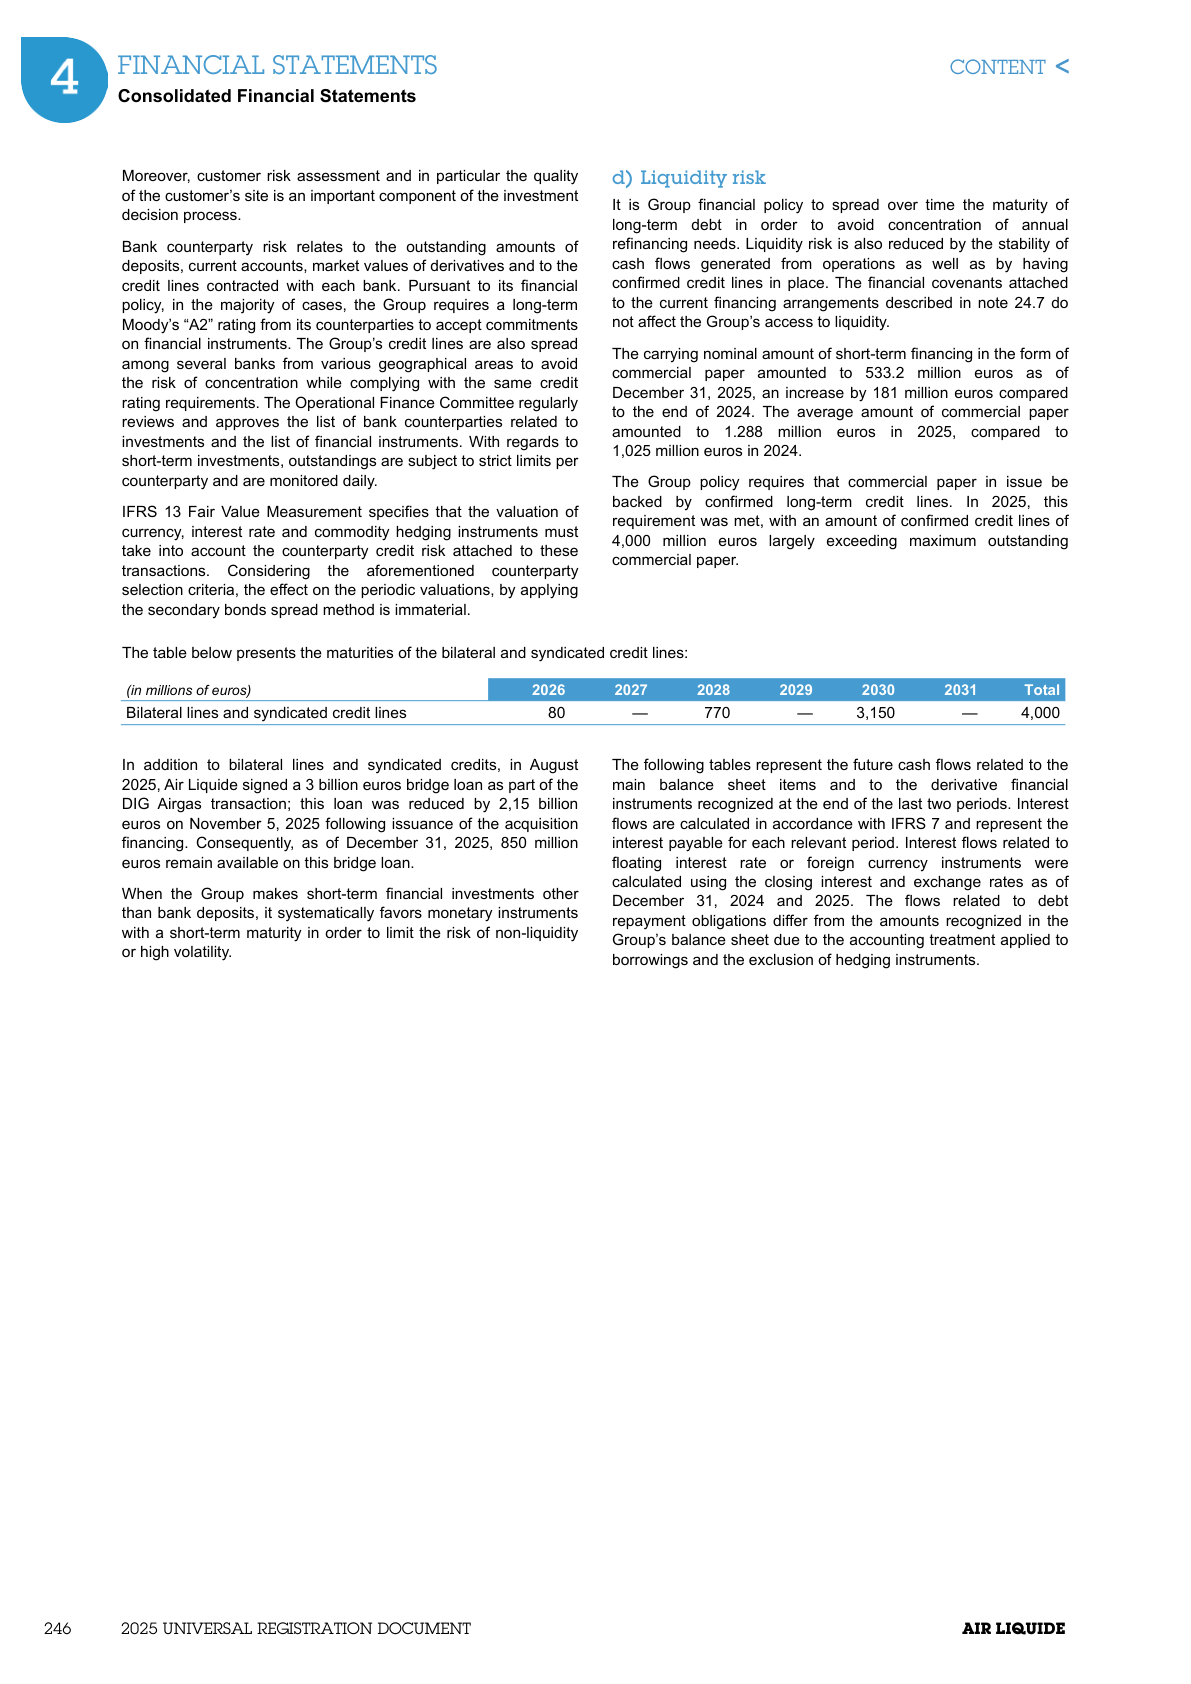 4
FINANCIAL STATEMENTS
CONTENT <
Consolidated Financial Statements
Moreover, customer risk assessment and in particular the quality
of the customer's site is an important component of the investment
decision process.
Bank counterparty risk relates to the outstanding amounts of
deposits, current accounts, market values of derivatives and to the
credit lines contracted with each bank. Pursuant to its financial
policy, in the majority of cases, the Group requires a long-term
Moody's “A2” rating from its counterparties to accept commitments
on financial instruments. The Group's credit lines are also spread
among several banks from various geographical areas to avoid
the risk of concentration while complying with the same credit
rating requirements. The Operational Finance Committee regularly
reviews and approves the list of bank counterparties related to
investments and the list of financial instruments. With regards to
short-term investments, outstandings are subject to strict limits per
counterparty and are monitored daily.
IFRS 13 Fair Value Measurement specifies that the valuation of
currency, interest rate and commodity hedging instruments must
take into account the counterparty credit risk attached to these
transactions. Considering the aforementioned counterparty
selection criteria, the effect on the periodic valuations, by applying
the secondary bonds spread method is immaterial.
d) Liquidity risk
It is Group financial policy to spread over time the maturity of
long-term debt in order to avoid concentration of annual
refinancing needs. Liquidity risk is also reduced by the stability of
cash flows generated from operations as well as by having
confirmed credit lines in place. The financial covenants attached
to the current financing arrangements described in note 24.7 do
not affect the Group's access to liquidity.
The carrying nominal amount of short-term financing in the form of
commercial paper amounted to 533.2 million euros as of
December 31, 2025, an increase by 181 million euros compared
to the end of 2024. The average amount of commercial paper
amounted to 1.288 million euros in 2025, compared to
1,025 million euros in 2024.
The Group policy requires that commercial paper in issue be
backed by confirmed long-term credit lines. In 2025, this
requirement was met, with an amount of confirmed credit lines of
4,000 million euros largely exceeding maximum outstanding
commercial paper.
The table below presents the maturities of the bilateral and syndicated credit lines:
(in millions of euros) 2026 2027 2028 2029 2030 2031 Total
Bilateral lines and syndicated credit lines 80 — 770 — 3,150 — 4,000
In addition to bilateral lines and syndicated credits, in August
2025, Air Liquide signed a 3 billion euros bridge loan as part of the
DIG Airgas transaction; this loan was reduced by 2,15 billion
euros on November 5, 2025 following issuance of the acquisition
financing. Consequently, as of December 31, 2025, 850 million
euros remain available on this bridge loan.
When the Group makes short-term financial investments other
than bank deposits, it systematically favors monetary instruments
with a short-term maturity in order to limit the risk of non-liquidity
or high volatility.
The following tables represent the future cash flows related to the
main balance sheet items and to the derivative financial
instruments recognized at the end of the last two periods. Interest
flows are calculated in accordance with IFRS 7 and represent the
interest payable for each relevant period. Interest flows related to
floating interest rate or foreign currency instruments were
calculated using the closing interest and exchange rates as of
December 31, 2024 and 2025. The flows related to debt
repayment obligations differ from the amounts recognized in the
Group's balance sheet due to the accounting treatment applied to
borrowings and the exclusion of hedging instruments.
246 2025 UNIVERSAL REGISTRATION DOCUMENT
AIR LIQUIDE